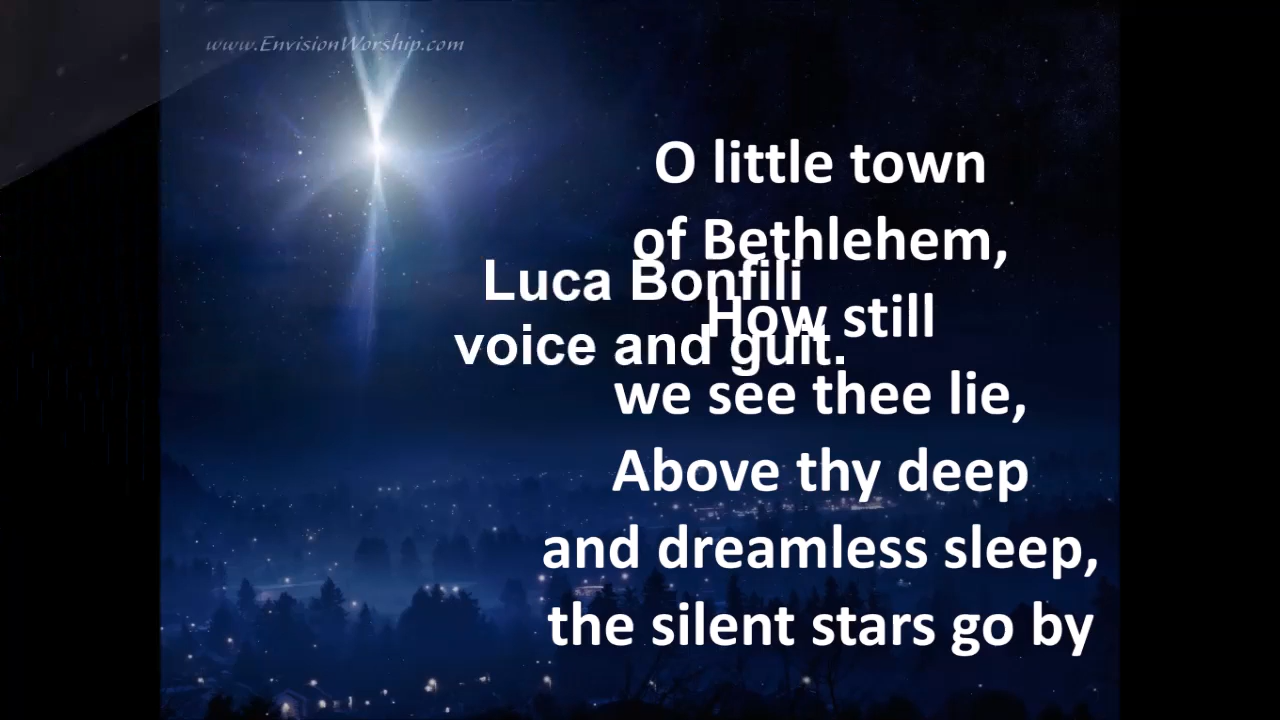 www.EnvisionWorship.com
O little town
of Bethlehem,
Luca Bonfili
How still
voice and guit.
we see thee lie,
Above thy deep
and dreamless sleep,
the silent stars go by